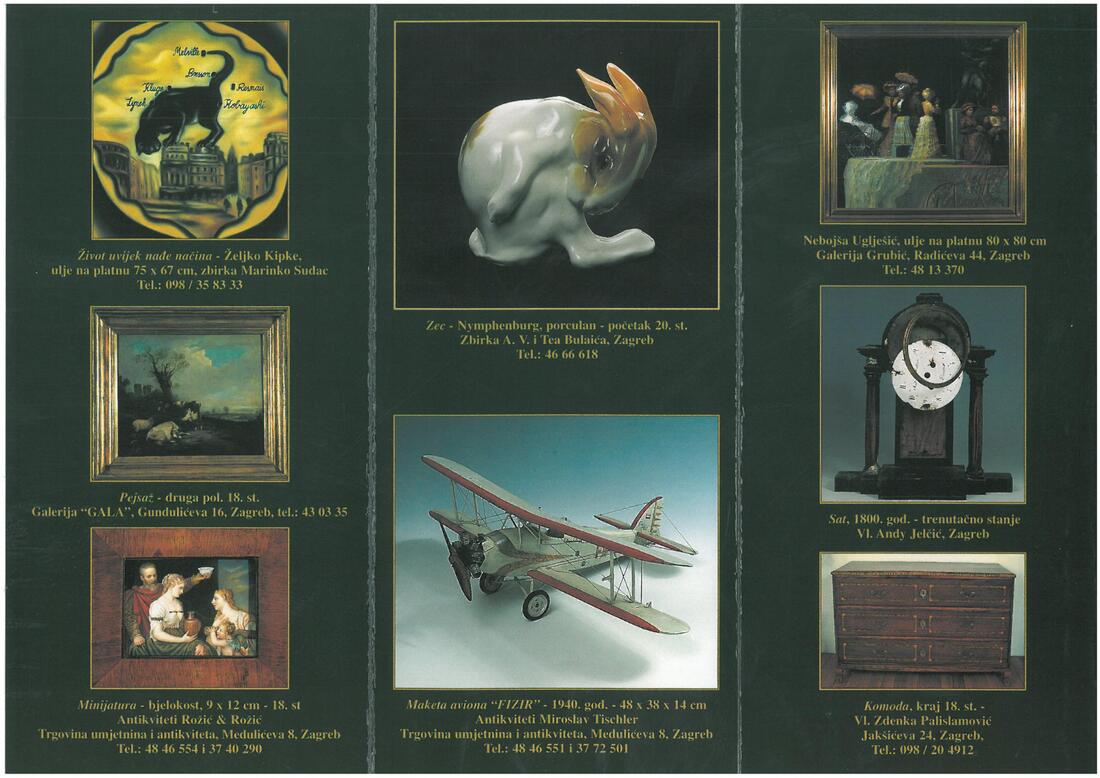 Melville
Bresson
Kluge
Resnais
Lynch
Kobayashi
Život uvijek nađe načina - Željko Kipke,
ulje na platnu 75 x 67 cm, zbirka Marinko Sudac
Tel.: 098 / 35 83 33
Pejsaž - druga pol. 18. st.
Galerija “GALA”, Gundulićeva 16, Zagreb, tel.: 43 03 35
Minijatura - bjelokost, 9 x 12 cm - 18. st
Antikviteti Rožić & Rožić
Trgovina umjetnina i antikviteta, Medulićeva 8, Zagreb
Tel.: 48 46 554 i 37 40 290
Zec - Nymphenburg, porculan - početak 20. st.
Zbirka A. V. i Tea Bulaića, Zagreb
Tel.: 46 66 618
Maketa aviona “FIZIR” - 1940. god. - 48 x 38 x 14 cm
Antikviteti Miroslav Tischler
Trgovina umjetnina i antikviteta, Medulićeva 8, Zagreb
Tel.: 48 46 551 i 37 72 501
Nebojša Uglješić, ulje na platnu 80 x 80 cm
Galerija Grubić, Radićeva 44, Zagreb
Tel.: 48 13 370
Sat, 1800. god. - trenutačno stanje
Vl. Andy Jelčić, Zagreb
Komoda, kraj 18. st. -
Vl. Zdenka Palislamović
Jakšićeva 24, Zagreb,
Tel.: 098 / 20 4912